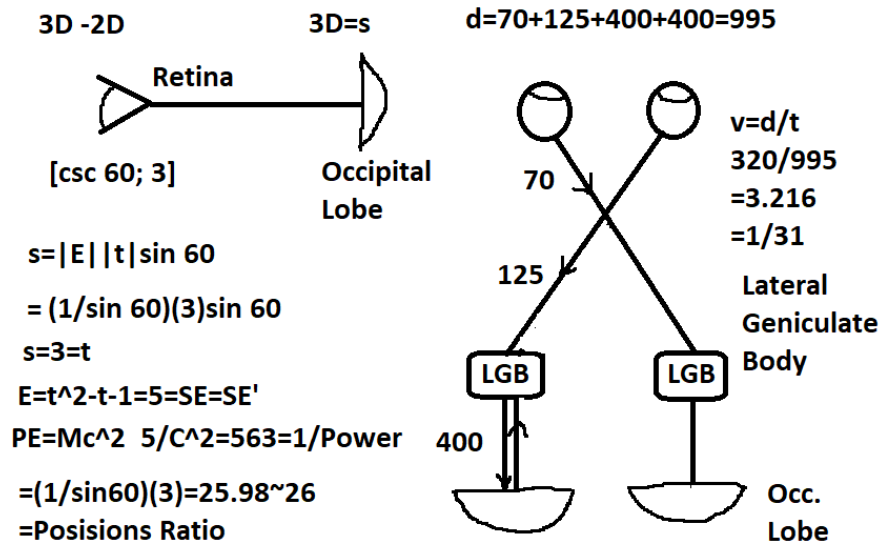 3D -2D
3D=s
Retina
[csc 60; 3]
Occipital
Lobe
s=|E||t|sin 60
= (1/sin 60)(3)sin 60
s=3=t
E=t^2-t-1=5=SE=SE'
PE=Mc^2 5/C^2=563=1/Power
=(1/sin60)(3)=25.98~26
=Posisions Ratio
d=70+125+400+400=995
70
125
v=d/t
320/995
=3.216
=1/31
Lateral
Geniculate
Body
LGB
LGB
400
Occ.
Lobe